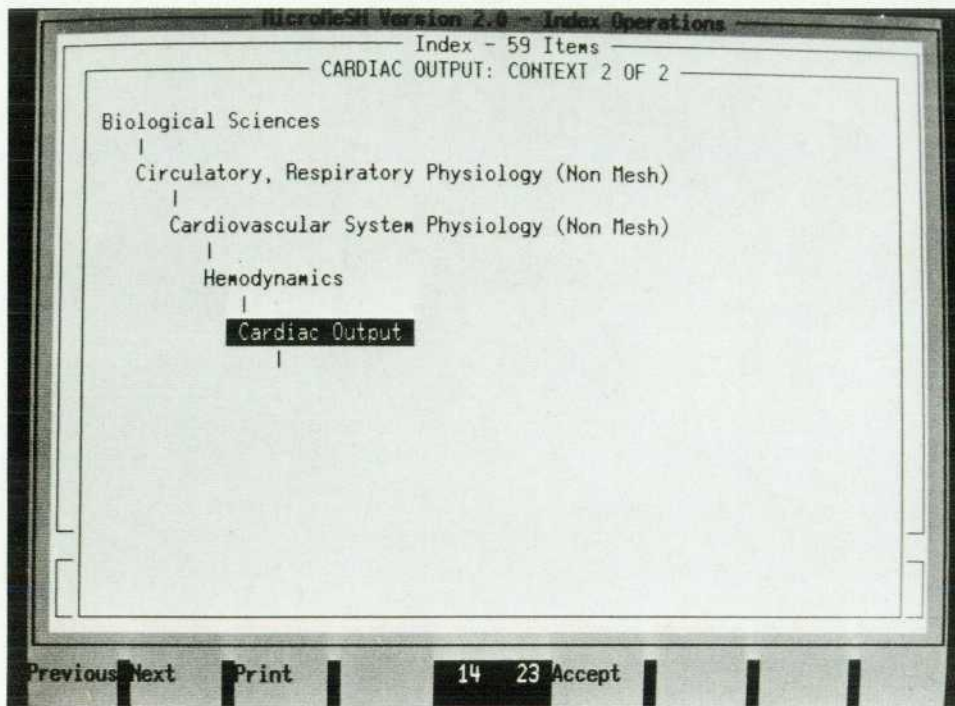 MicroMeSH Version 2.0 - Index Operations
Index - 59 Items
CARDIAC OUTPUT: CONTEXT 2 OF 2
Biological Sciences
Circulatory, Respiratory Physiology (Non Mesh)
Cardiovascular System Physiology (Non Mesh)
Hemodynamics
Cardiac Output
Previous Next Print 14 23 Accept